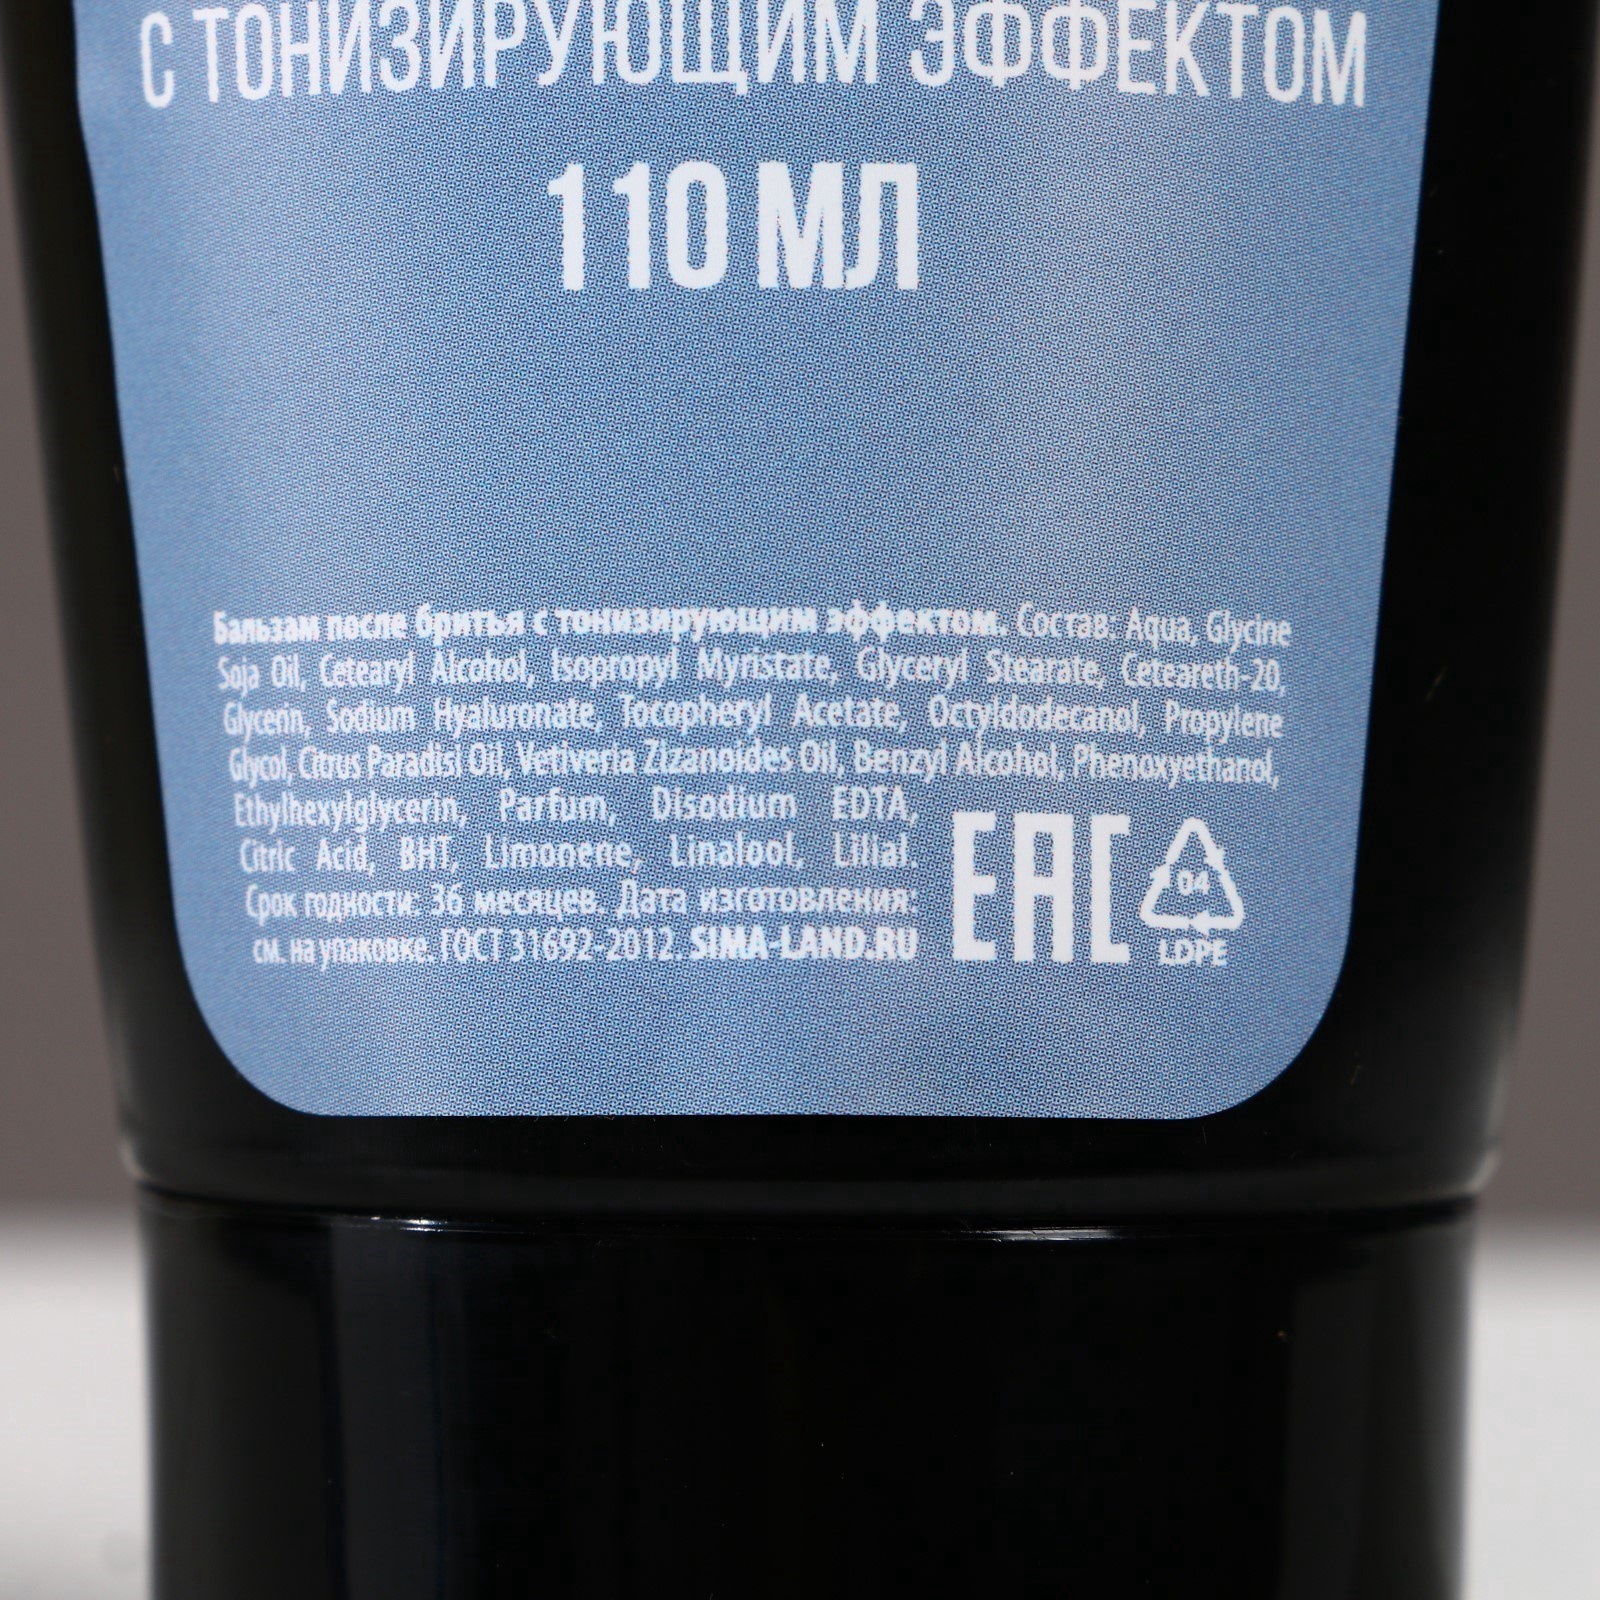 С ТОНИЗИРУЮЩИМ ЭФФЕКТОМ
110 МЛ
Бальзам после бритья с тонизирующим эффектом. Состав: Aqua, Glycine
Soja Oil, Cetearyl Alcohol, Isopropyl Myristate, Glyceryl Stearate, Ceteareth-20,
Glycerin, Sodium Hyaluronate, Tocopheryl Acetate, Octyldodecanol, Propylene
Glycol, Citrus Paradisi Oil, Vetiveria Zizanoides Oil, Benzyl Alcohol, Phenoxyethanol,
Ethylhexylglycerin, Parfum, Disodium EDTA,
Citric Acid, BHT, Limonene, Linalool, Lilial.
Срок годности: 36 месяцев. Дата изготовления:
см. на упаковке. ГОСТ 31692-2012. SIMA-LAND.RU
EAC
04
LDPE